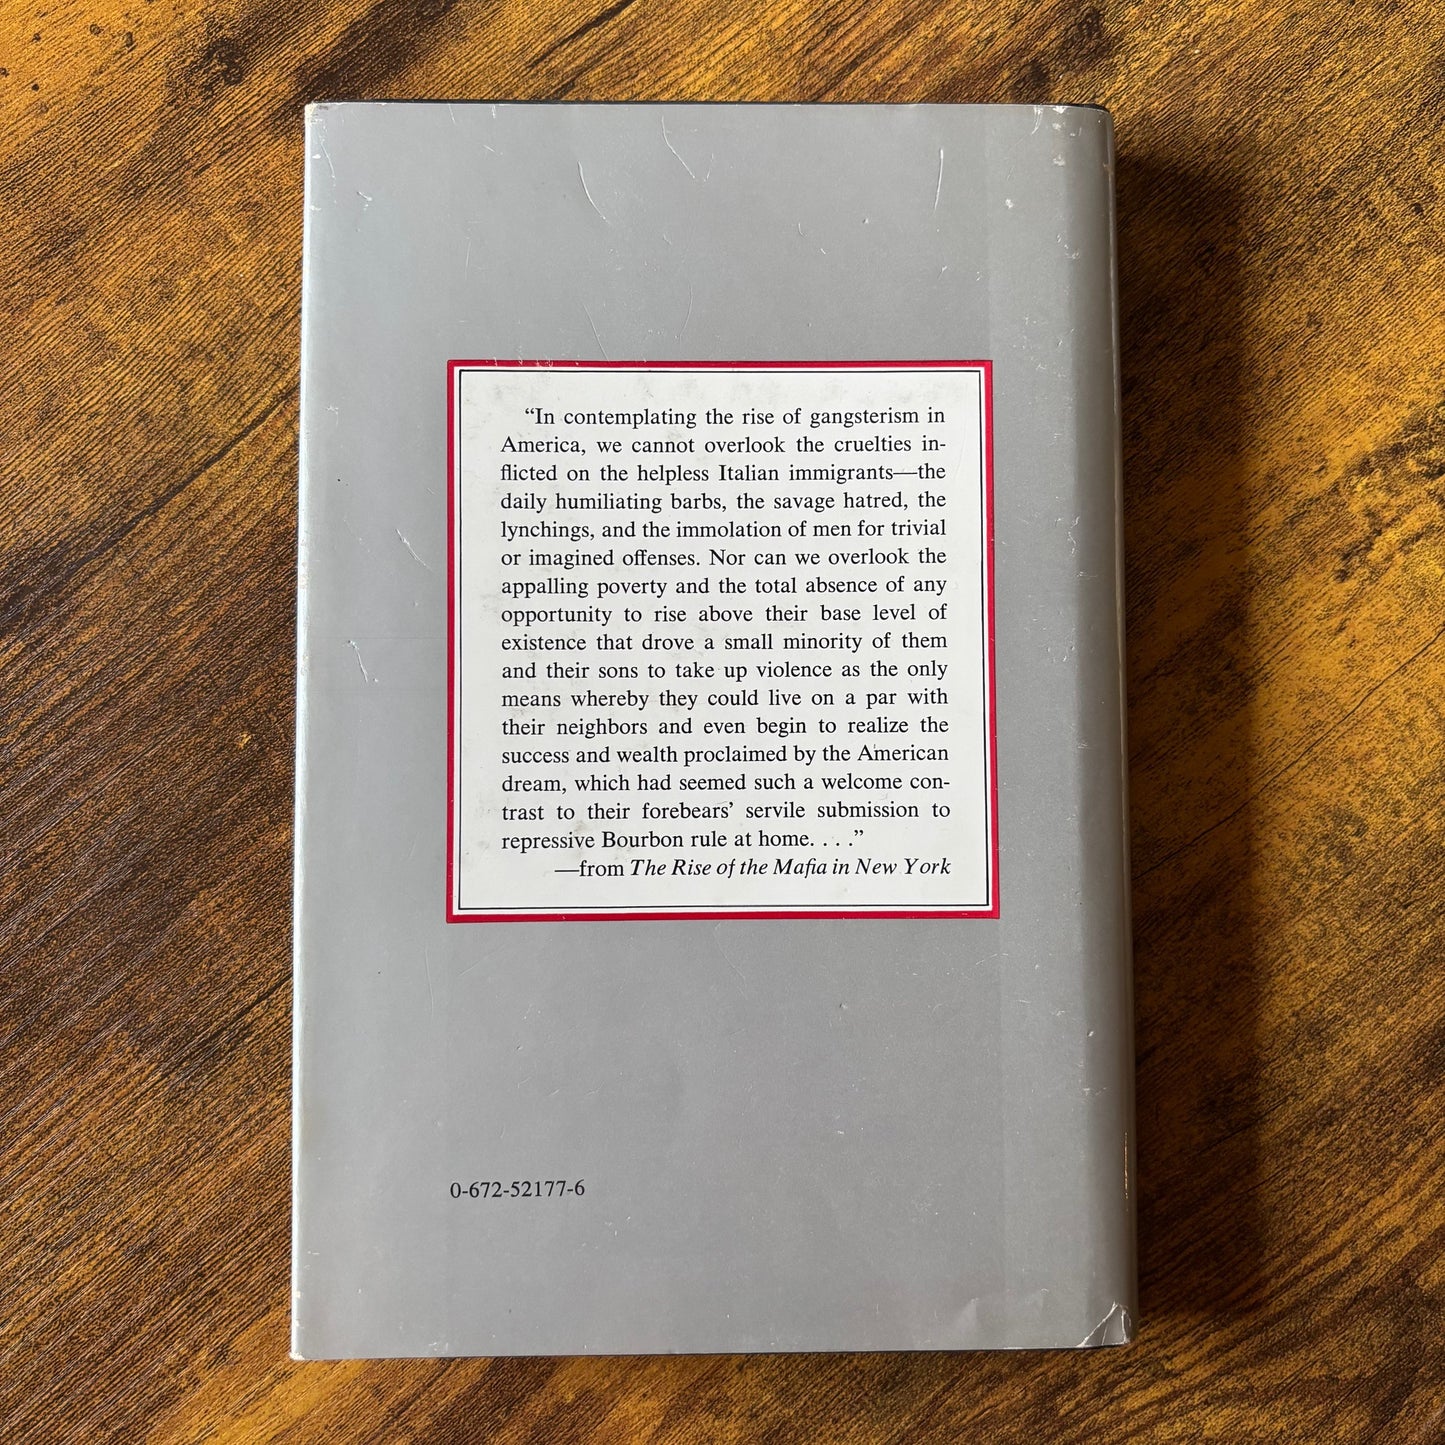 “In contemplating the rise of gangsterism in
America, we cannot overlook the cruelties in-
flicted on the helpless Italian immigrants—the
daily humiliating barbs, the savage hatred, the
lynchings, and the immolation of men for trivial
or imagined offenses. Nor can we overlook the
appalling poverty and the total absence of any
opportunity to rise above their base level of
existence that drove a small minority of them
and their sons to take up violence as the only
means whereby they could live on a par with
their neighbors and even begin to realize the
success and wealth proclaimed by the American
dream, which had seemed such a welcome con-
trast to their forebears’ servile submission to
repressive Bourbon rule at home. . . .”
—from The Rise of the Mafia in New York
0-672-52177-6